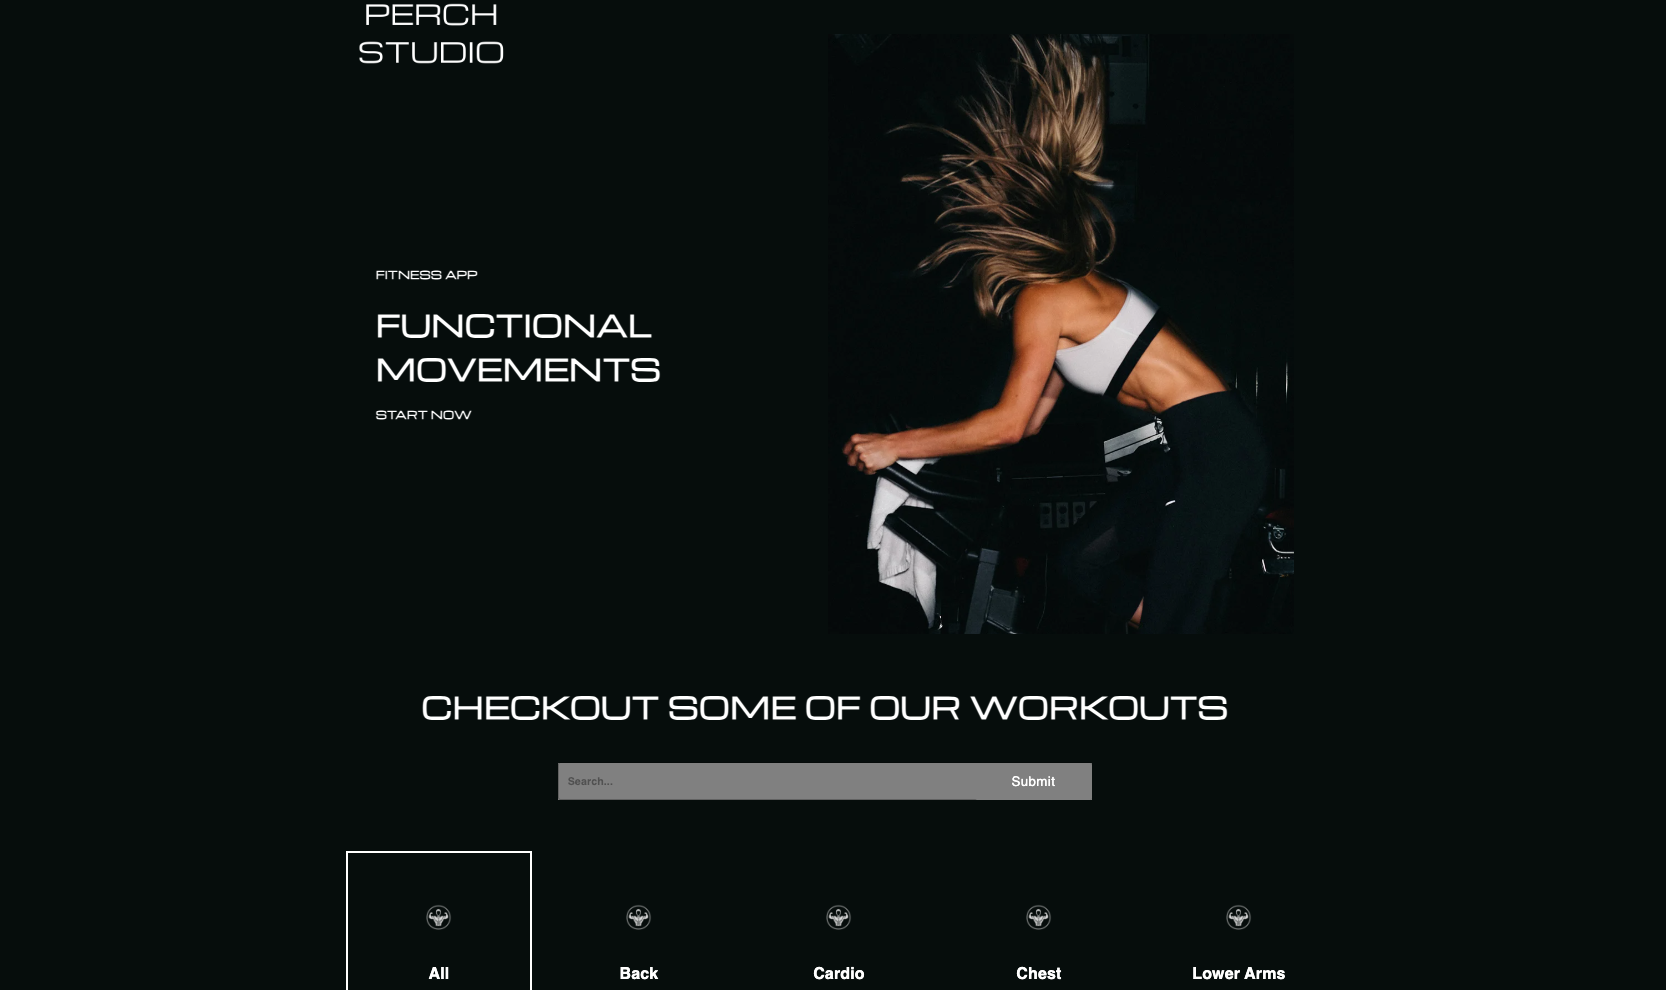 PERCH
STUDIO
FITNESS APP
FUNCTIONAL
MOVEMENTS
START NOW
CHECKOUT SOME OF OUR WORKOUTS
Search...
Submit
All
Back
Cardio
Chest
Lower Arms